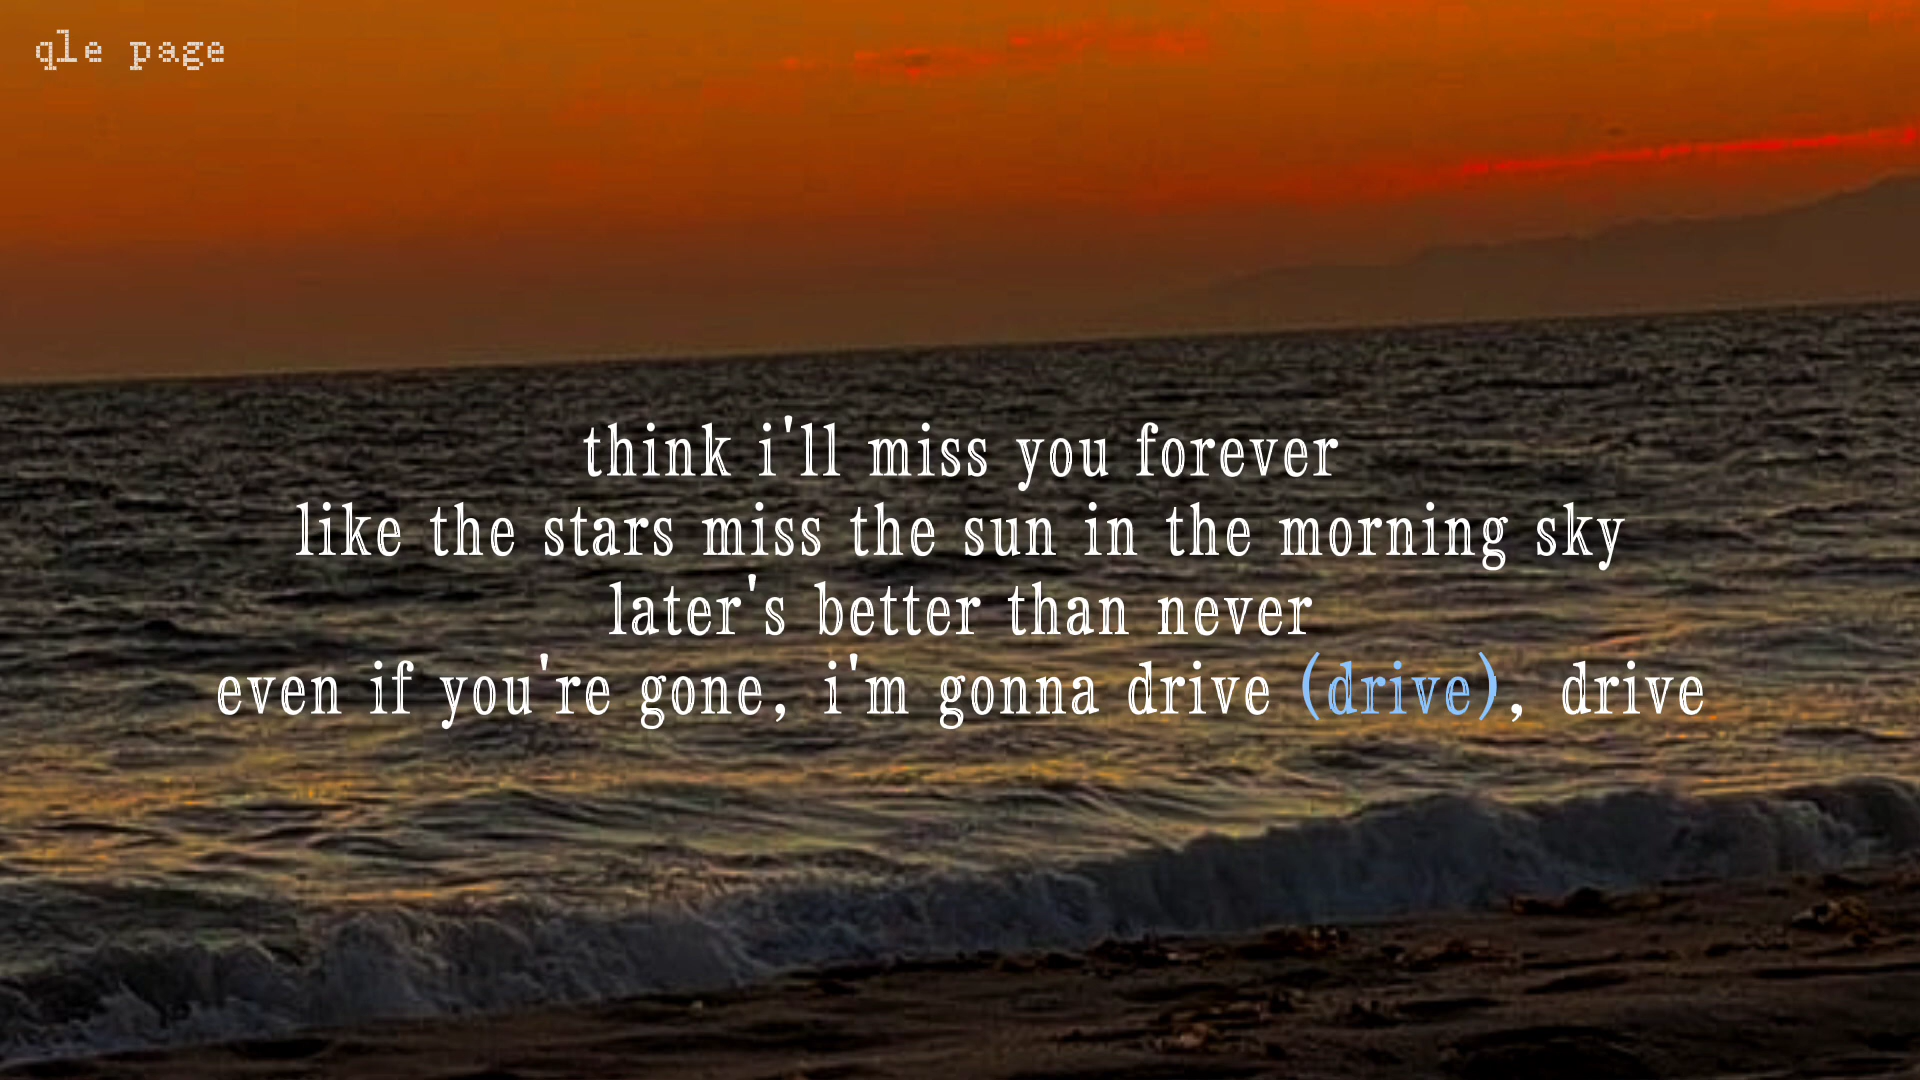 qle page
think i'll miss you forever
like the stars miss the sun in the morning sky
later's better than never
even if you're gone, i'm gonna drive (drive), drive